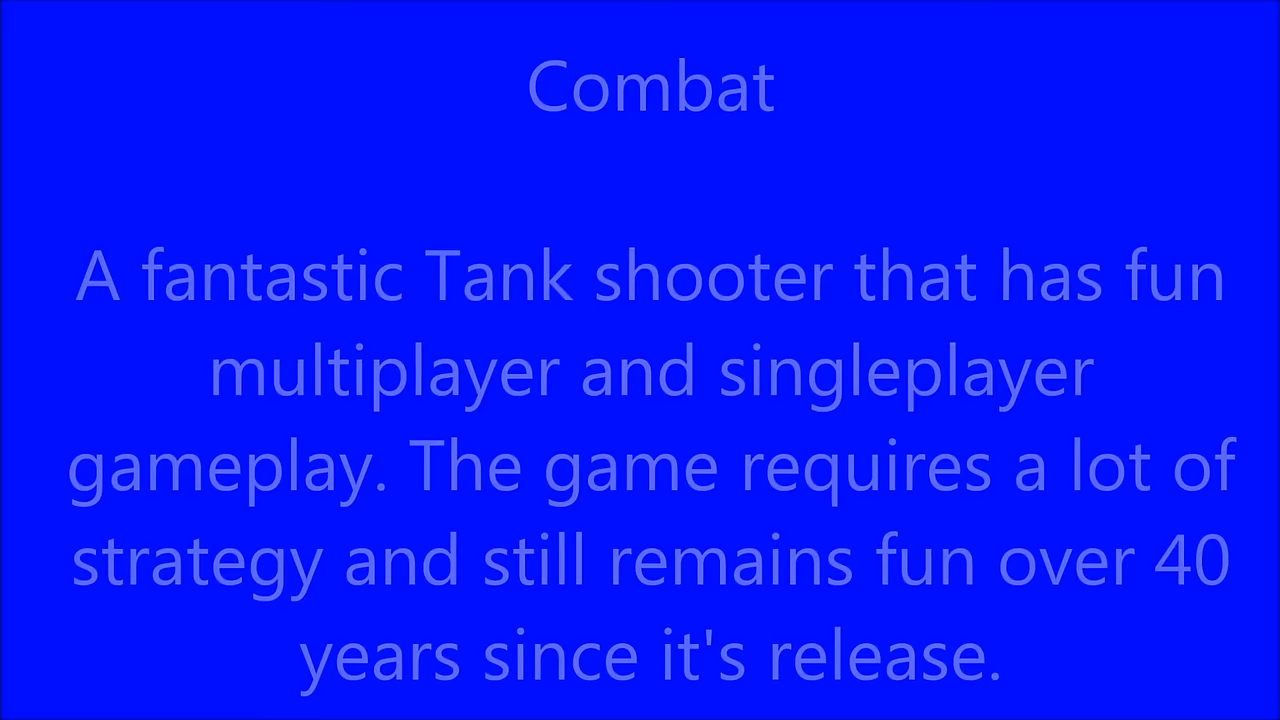 Combat
A fantastic Tank shooter that has fun
multiplayer and singleplayer
gameplay. The game requires a lot of
strategy and still remains fun over 40
years since it's release.